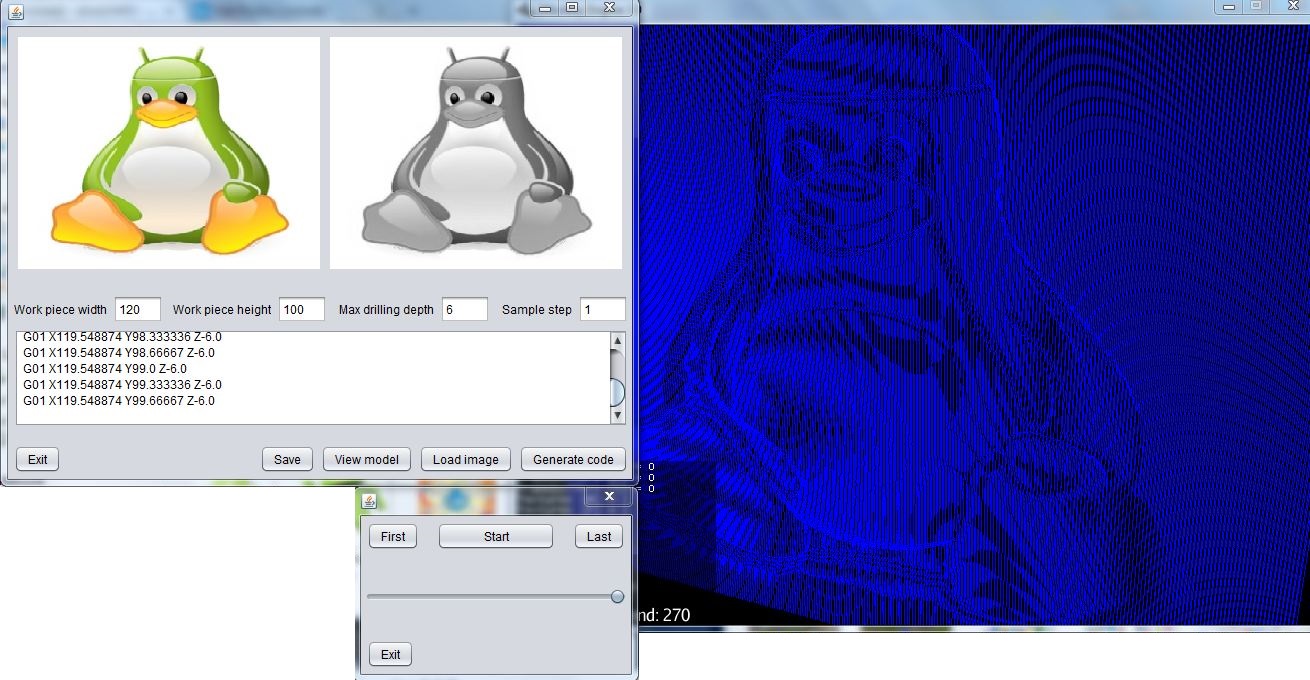 Work piece width 120 Work piece height 100 Max drilling depth 6 Sample step 1
G01 X119.548874 Y98.333336 Z-6.0
G01 X119.548874 Y98.66667 Z-6.0
G01 X119.548874 Y99.0 Z-6.0
G01 X119.548874 Y99.333336 Z-6.0
G01 X119.548874 Y99.66667 Z-6.0
Exit Save View model Load image Generate code
= 0
= 0
= 0
First Start Last
Exit
nd: 270